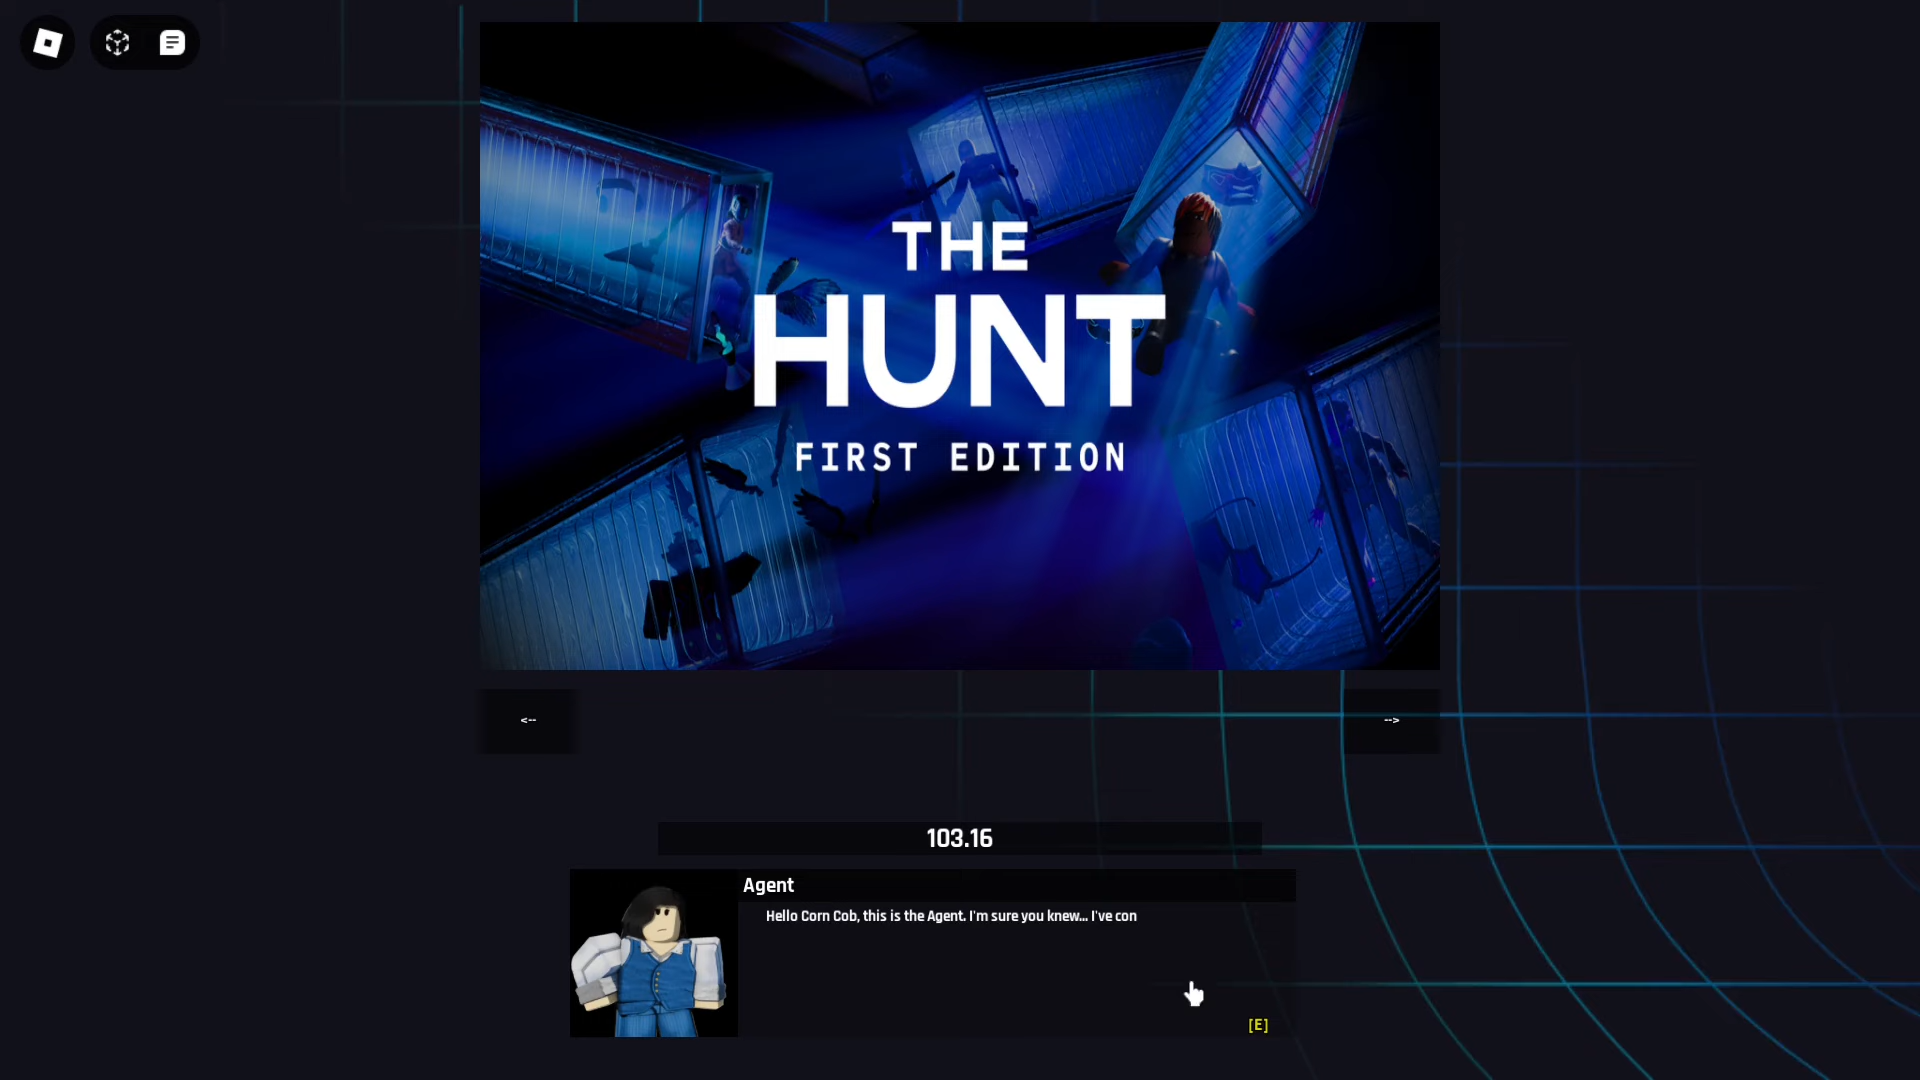 THE
HUNT
FIRST EDITION
<-- -->
103.16
Agent
Hello Corn Cob, this is the Agent. I'm sure you knew... I've con
[E]